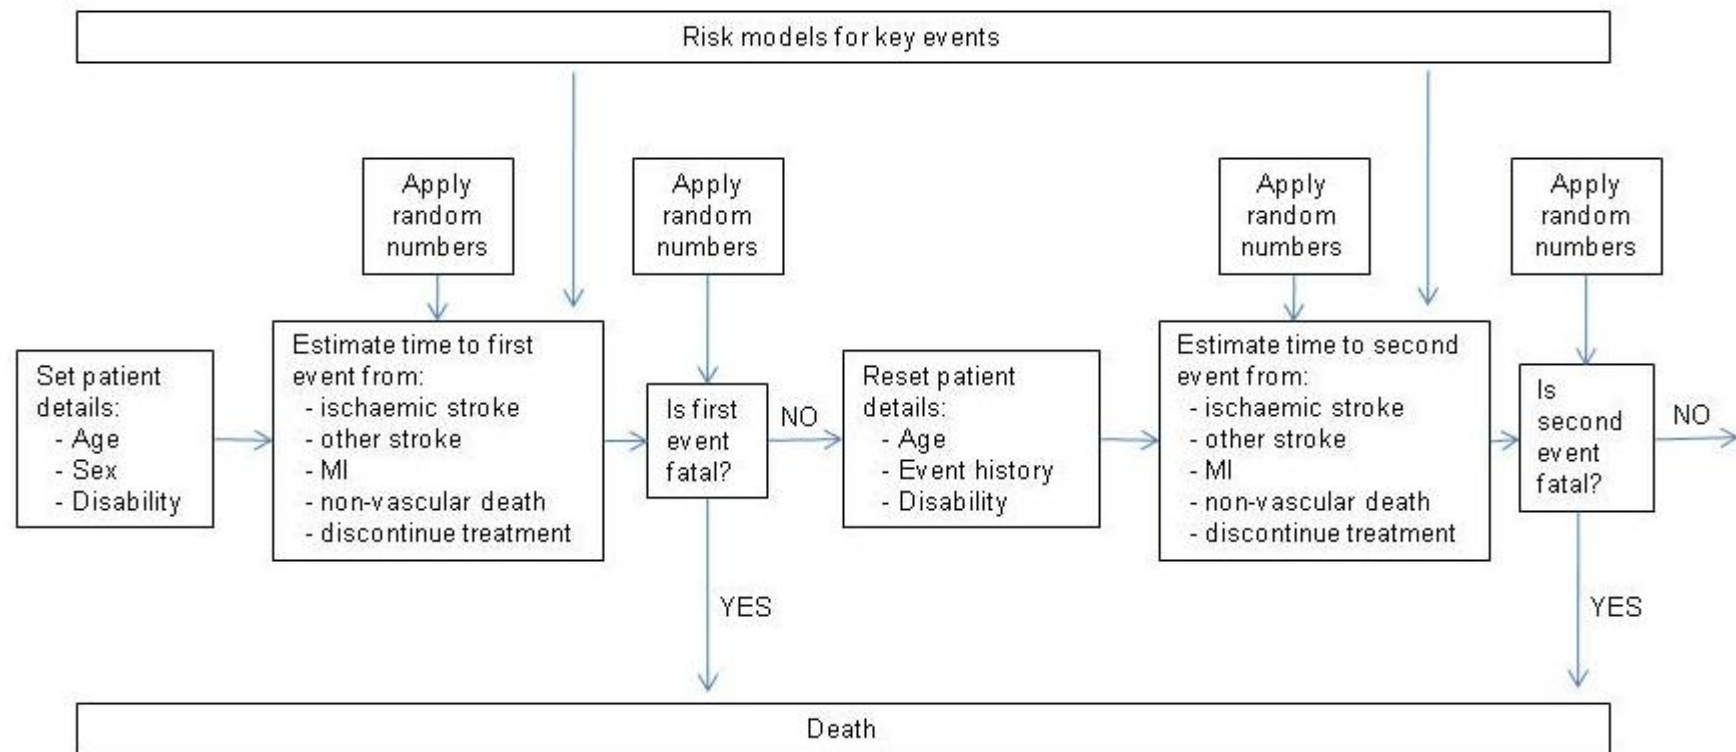 Risk models for key events
Apply
random
numbers
Apply
random
numbers
Apply
random
numbers
Apply
random
numbers
Set patient
details:
- Age
- Sex
- Disability
Estimate time to first
event from:
- ischaemic stroke
- other stroke
- MI
- non-vascular death
- discontinue treatment
Is first
event
fatal?
NO
YES
Reset patient
details:
- Age
- Event history
- Disability
Estimate time to second
event from:
- ischaemic stroke
- other stroke
- MI
- non-vascular death
- discontinue treatment
Is
second
event
fatal?
NO
YES
Death